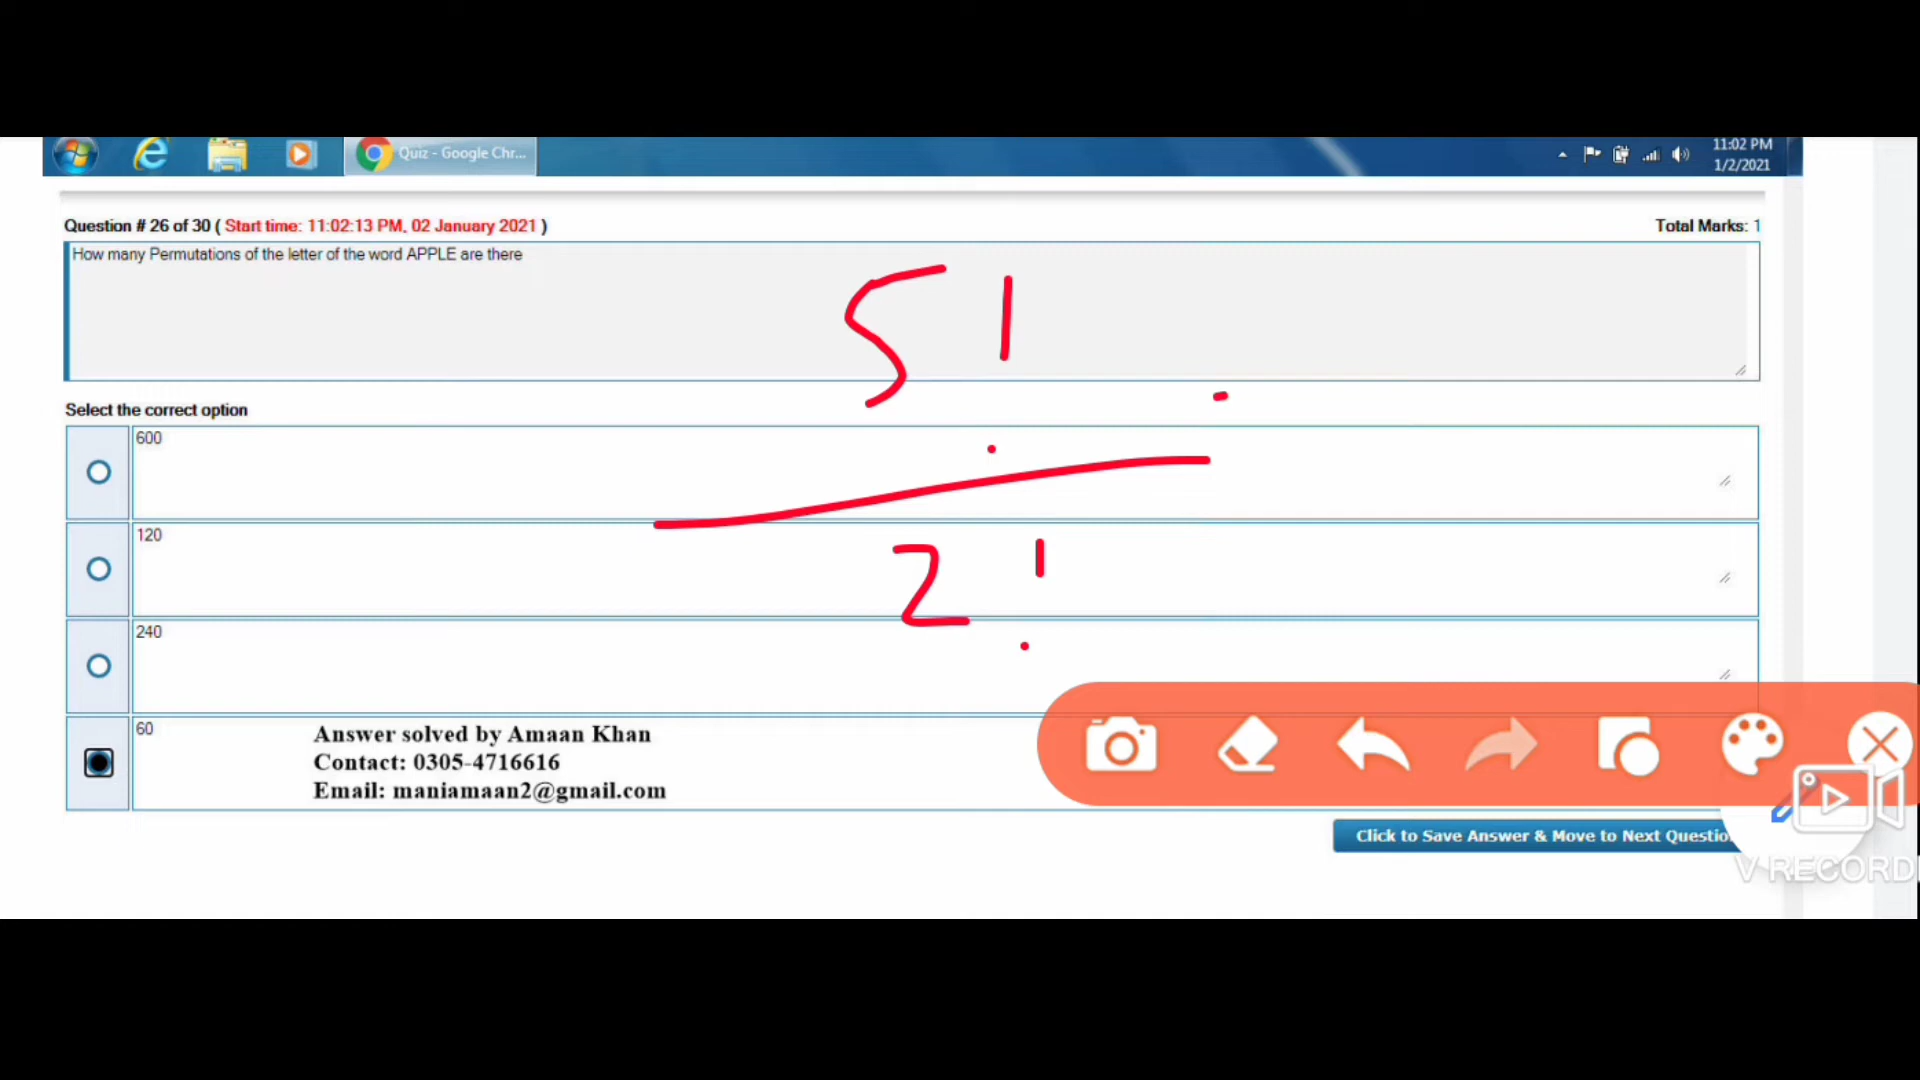 Quiz - Google Chr...
11:02 PM
1/2/2021
Question # 26 of 30 ( Start time: 11:02:13 PM, 02 January 2021 )
Total Marks: 1
How many Permutations of the letter of the word APPLE are there
5!
Select the correct option
600
120
2!
240
60
Answer solved by Amaan Khan
Contact: 0305-4716616
Email: maniamaan2@gmail.com
Click to Save Answer & Move to Next Questio
V RECORD